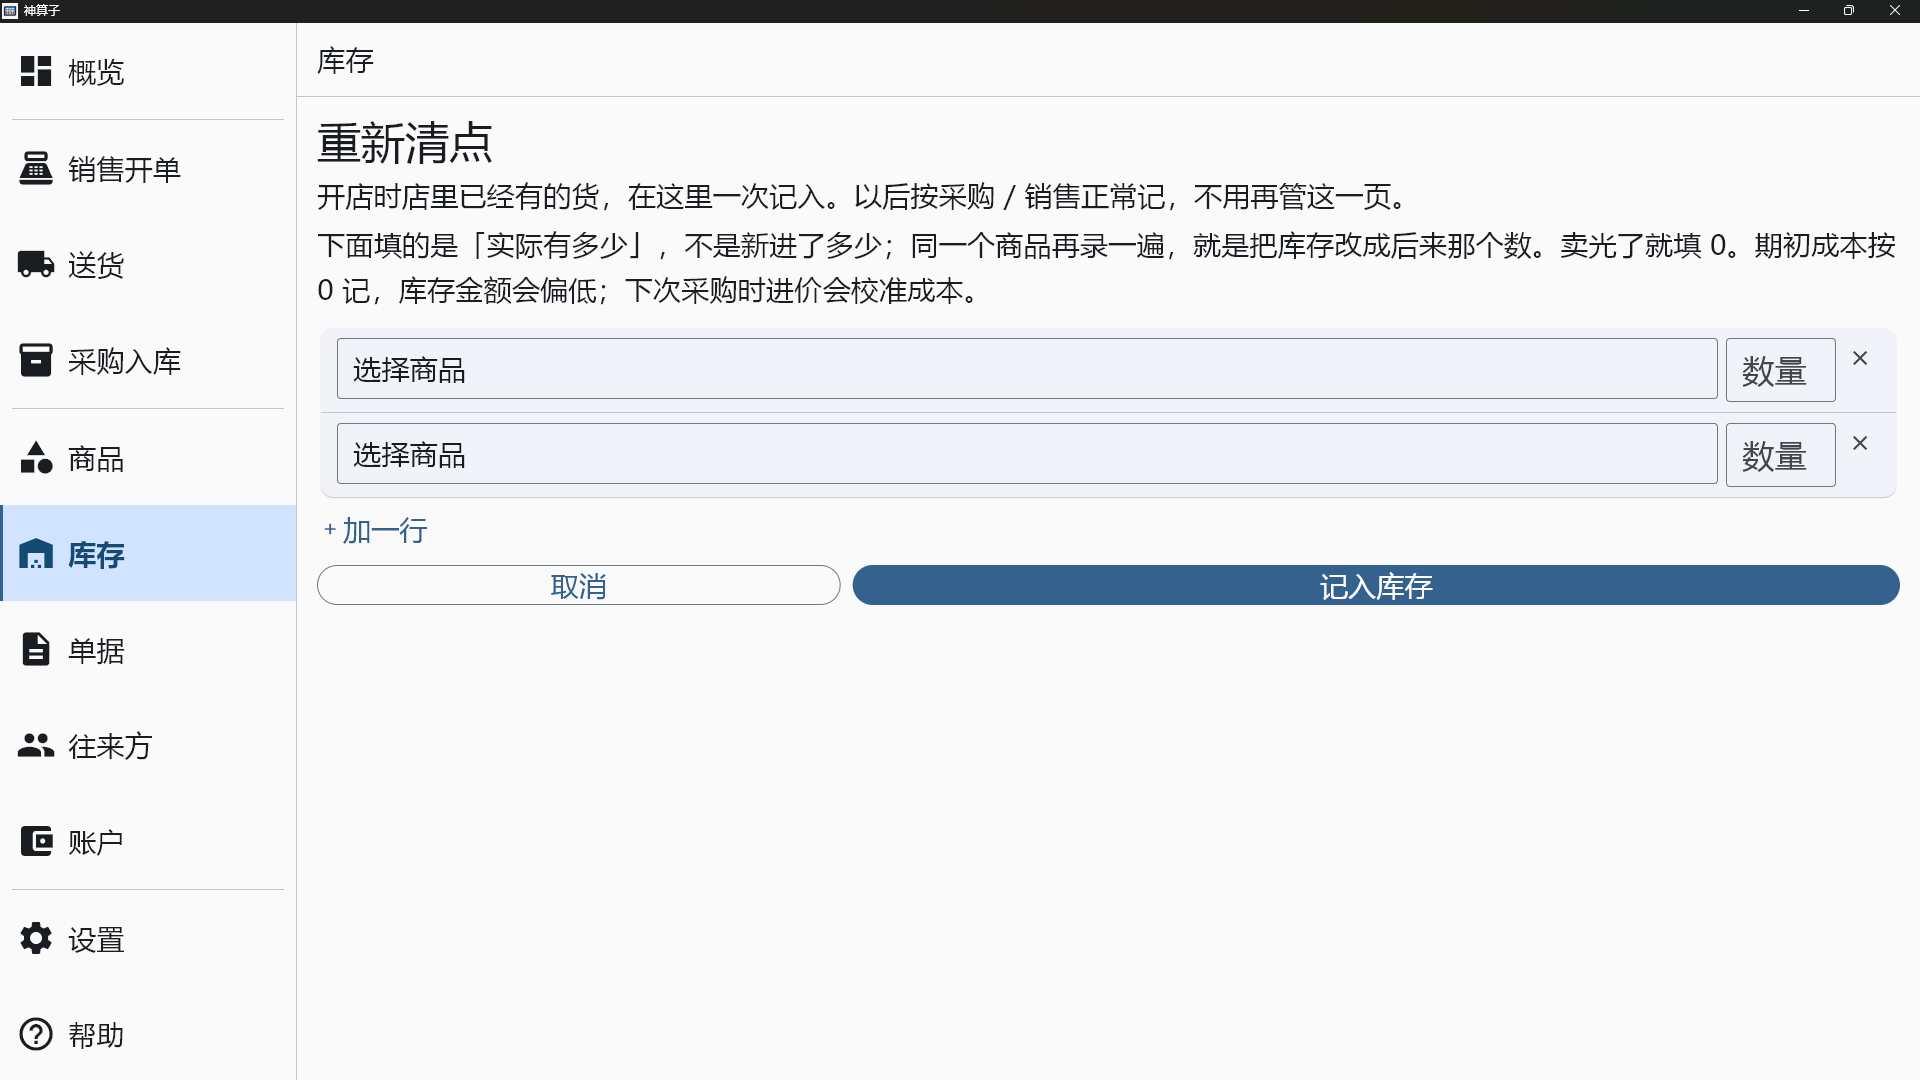 神算子
概览
销售开单
送货
采购入库
商品
库存
单据
往来方
账户
设置
帮助
库存
重新清点
开店时店里已经有的货，在这里一次记入。以后按采购 / 销售正常记，不用再管这一页。
下面填的是「实际有多少」，不是新进了多少；同一个商品再录一遍，就是把库存改成后来那个数。卖光了就填 0。期初成本按
0 记，库存金额会偏低；下次采购时进价会校准成本。
选择商品 数量
选择商品 数量
+ 加一行
取消 记入库存